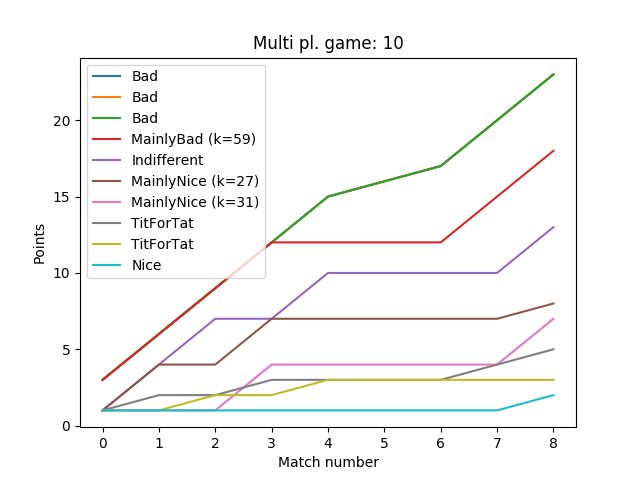 Multi pl. game: 10
Bad
Bad
Bad
MainlyBad (k=59)
Indifferent
MainlyNice (k=27)
MainlyNice (k=31)
TitForTat
TitForTat
Nice
Points
20
15
10
5
0
0 1 2 3 4 5 6 7 8
Match number